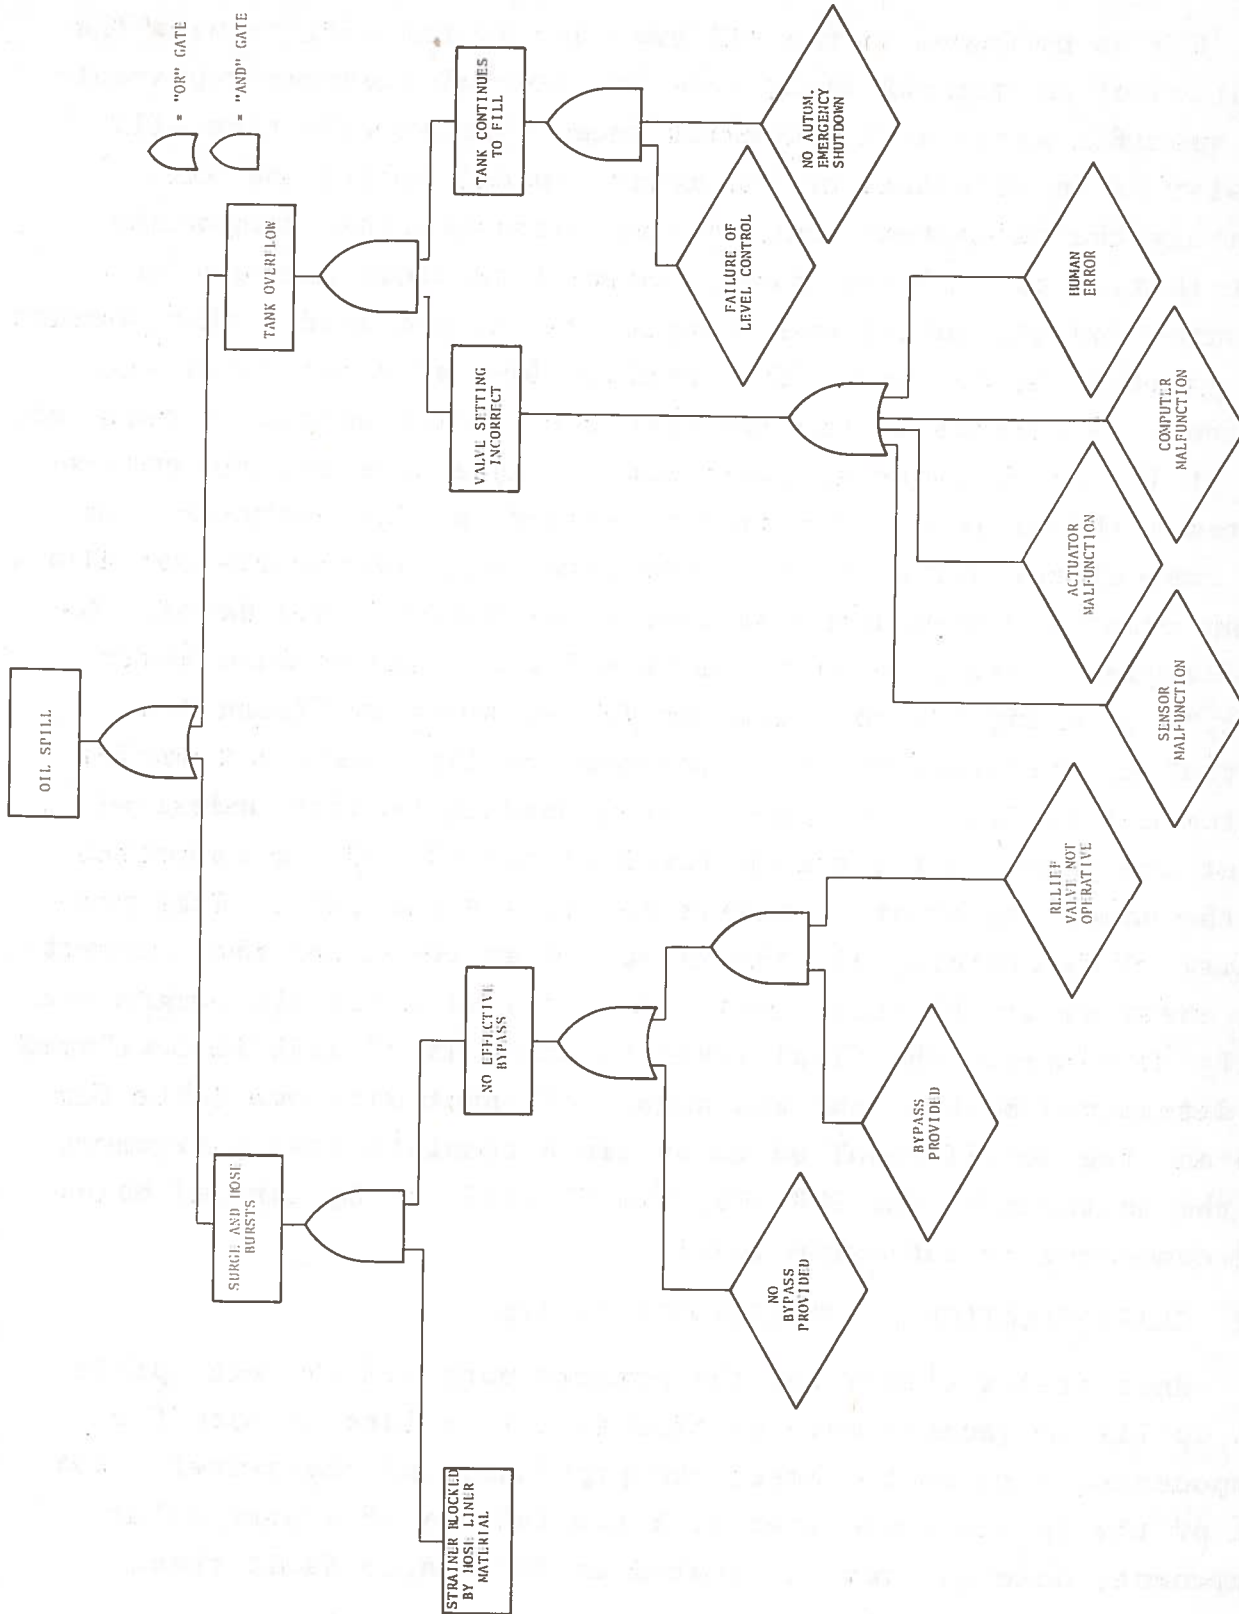 = "OR" GATE
= "AND" GATE
OIL SPILL
SURGE AND HOSE
BURSTS
TANK OVERFLOW
STRAINER BLOCKED
BY HOSE LINER
MATERIAL
NO EFFECTIVE
BYPASS
VALVE SETTING
INCORRECT
TANK CONTINUES
TO FILL
NO
BYPASS
PROVIDED
BYPASS
PROVIDED
RELIEF
VALVE NOT
OPERATIVE
FAILURE OF
LEVEL CONTROL
NO AUTOM.
EMERGENCY
SHUTDOWN
SENSOR
MALFUNCTION
ACTUATOR
MALFUNCTION
COMPUTER
MALFUNCTION
HUMAN
ERROR